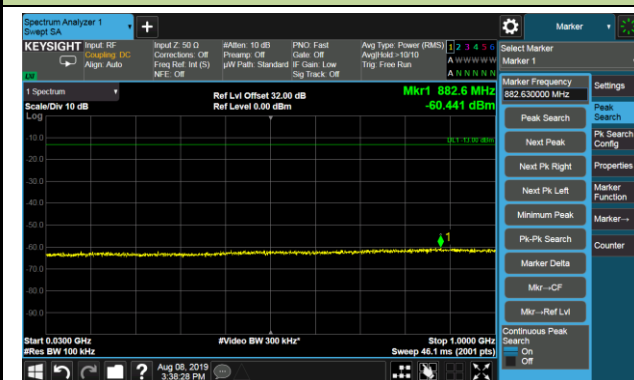 Spectrum Analyzer 1
Swept SA
Marker
KEYSIGHT
Input: RF
Coupling: DC
Align: Auto
Input Z: 50 Ω
Corrections: Off
Freq Ref: Int (S)
NFE: Off
#Atten: 10 dB
Preamp: Off
µW Path: Standard
PNO: Fast
Gate: Off
IF Gain: Low
Sig Track: Off
Avg Type: Power (RMS)
Avg|Hold:>10/10
Trig: Free Run
1 2 3 4 5 6
A W W W W W
A N N N N N
Select Marker
Marker 1
1 Spectrum
Scale/Div 10 dB
Log
Ref Lvl Offset 32.00 dB
Ref Level 0.00 dBm
Mkr1 882.6 MHz
-60.441 dBm
DL1 -13.00 dBm
-10.0
-20.0
-30.0
-40.0
-50.0
-60.0
-70.0
-80.0
-90.0
1
Start 0.0300 GHz
#Res BW 100 kHz
#Video BW 300 kHz*
Stop 1.0000 GHz
Sweep 46.1 ms (2001 pts)
Marker Frequency
882.630000 MHz
Peak Search
Next Peak
Next Pk Right
Next Pk Left
Minimum Peak
Pk-Pk Search
Marker Delta
Mkr→CF
Mkr→Ref Lvl
Continuous Peak
Search
On
Off
Settings
Peak
Search
Pk Search
Config
Properties
Marker
Function
Marker→
Counter
Aug 08, 2019
3:38:28 PM